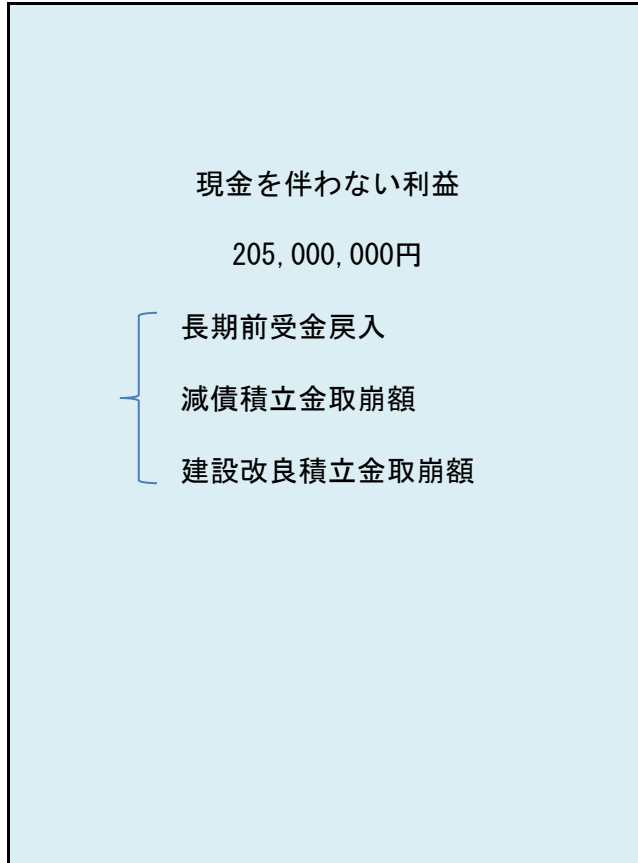 現金を伴わない利益
205,000,000円
長期前受金戻入
減債積立金取崩額
建設改良積立金取崩額